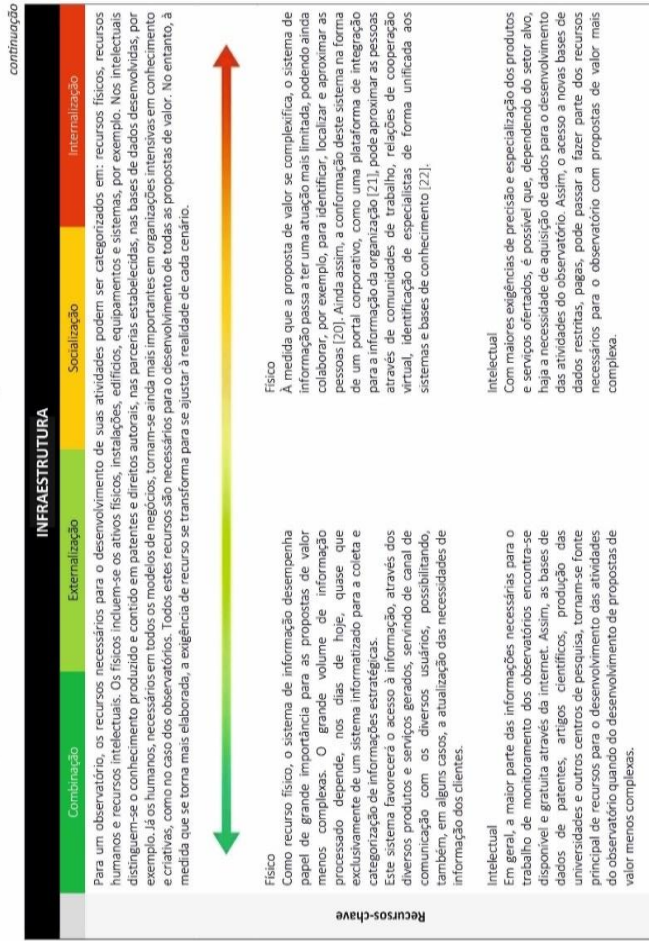 continuação
INFRAESTRUTURA
Combinação
Externalização
Socialização
Internalização
Recursos-chave
Para um observatório, os recursos necessários para o desenvolvimento de suas atividades podem ser categorizados em: recursos físicos, recursos
humanos e recursos intelectuais. Os físicos incluem-se os ativos físicos, instalações, edifícios, equipamentos e sistemas, por exemplo. Nos intelectuais
distinguem-se o conhecimento produzido e contido em patentes e direitos autorais, nas parcerias estabelecidas, nas bases de dados desenvolvidas, por
exemplo. Já os humanos, necessários em todos os modelos de negócios, tornam-se ainda mais importantes em organizações intensivas em conhecimento
e criativas, como no caso dos observatórios. Todos estes recursos são necessários para o desenvolvimento de todas as propostas de valor. No entanto, à
medida que se torna mais elaborada, a exigência de recurso se transforma para se ajustar à realidade de cada cenário.
Físico
Como recurso físico, o sistema de informação desempenha
papel de grande importância para as propostas de valor
menos complexas. O grande volume de informação
processado depende, nos dias de hoje, quase que
exclusivamente de um sistema informatizado para a coleta e
categorização de informações estratégicas.
Este sistema favorecerá o acesso à informação, através dos
diversos produtos e serviços gerados, servindo de canal de
comunicação com os diversos usuários, possibilitando,
também, em alguns casos, a atualização das necessidades de
informação dos clientes.
Físico
À medida que a proposta de valor se complexifica, o sistema de
informação passa a ter uma atuação mais limitada, podendo ainda
colaborar, por exemplo, para identificar, localizar e aproximar as
pessoas [20]. Ainda assim, a conformação deste sistema na forma
de um portal corporativo, como uma plataforma de integração
para a informação da organização [21], pode aproximar as pessoas
através de comunidades de trabalho, relações de cooperação
virtual, identificação de especialistas de forma unificada aos
sistemas e bases de conhecimento [22].
Intelectual
Em geral, a maior parte das informações necessárias para o
trabalho de monitoramento dos observatórios encontra-se
disponível e gratuita através da internet. Assim, as bases de
dados de patentes, artigos científicos, produção das
universidades e outros centros de pesquisa, tornam-se fonte
principal de recursos para o desenvolvimento das atividades
do observatório quando do desenvolvimento de propostas de
valor menos complexas.
Intelectual
Com maiores exigências de precisão e especialização dos produtos
e serviços ofertados, é possível que, dependendo do setor alvo,
haja a necessidade de aquisição de dados para o desenvolvimento
das atividades do observatório. Assim, o acesso a novas bases de
dados restritas, pagas, pode passar a fazer parte dos recursos
necessários para o observatório com propostas de valor mais
complexa.